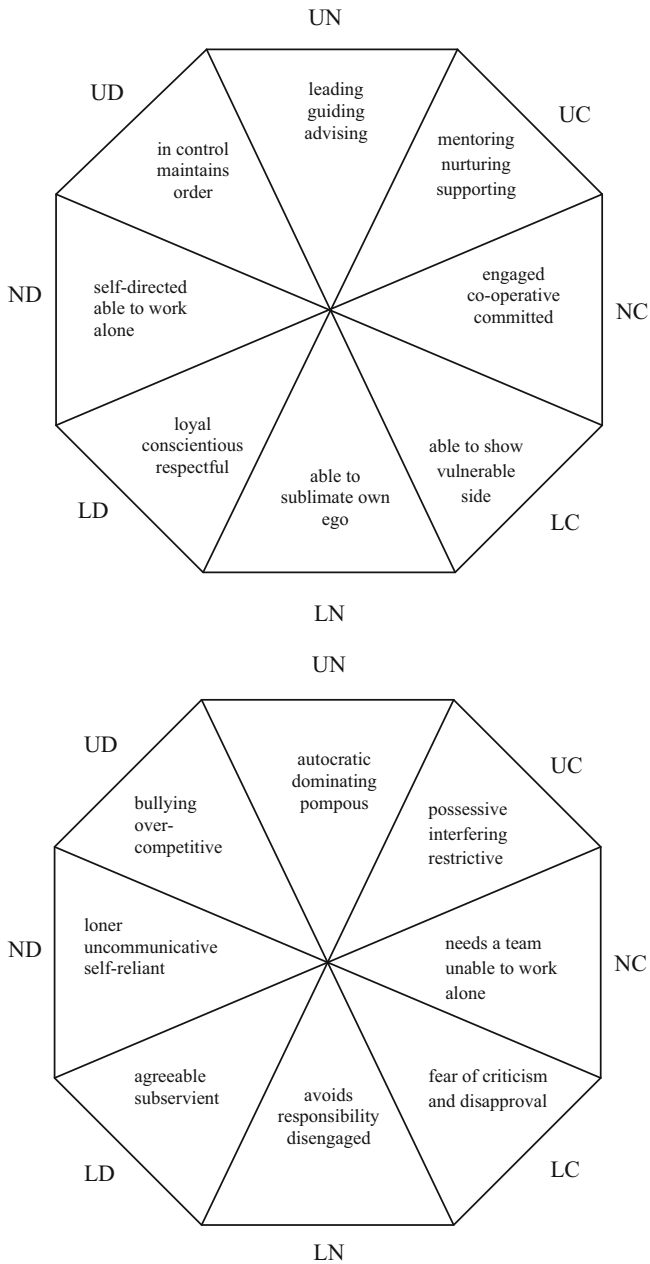 UN
UD
leading
guiding
advising
UC
in control
maintains
order
mentoring
nurturing
supporting
ND
self-directed
able to work
alone
engaged
co-operative
committed
NC
loyal
conscientious
respectful
able to
sublimate own
ego
able to show
vulnerable
side
LD
LC
LN
UN
UD
autocratic
dominating
pompous
UC
bullying
over-
competitive
possessive
interfering
restrictive
ND
loner
uncommunicative
self-reliant
needs a team
unable to work
alone
NC
agreeable
subservient
avoids
responsibility
disengaged
fear of criticism
and disapproval
LD
LC
LN